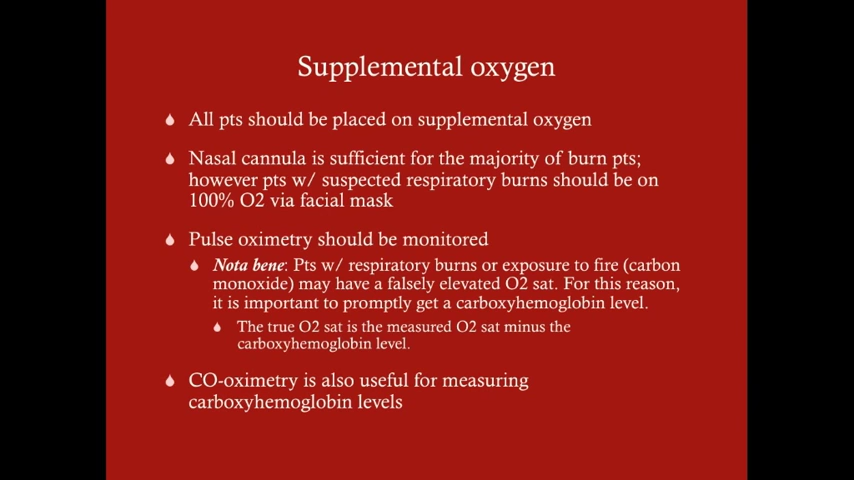 Supplemental oxygen
All pts should be placed on supplemental oxygen
Nasal cannula is sufficient for the majority of burn pts;
however pts w/ suspected respiratory burns should be on
100% O2 via facial mask
Pulse oximetry should be monitored
Nota bene: Pts w/ respiratory burns or exposure to fire (carbon
monoxide) may have a falsely elevated O2 sat. For this reason,
it is important to promptly get a carboxyhemoglobin level.
The true O2 sat is the measured O2 sat minus the
carboxyhemoglobin level.
CO-oximetry is also useful for measuring
carboxyhemoglobin levels